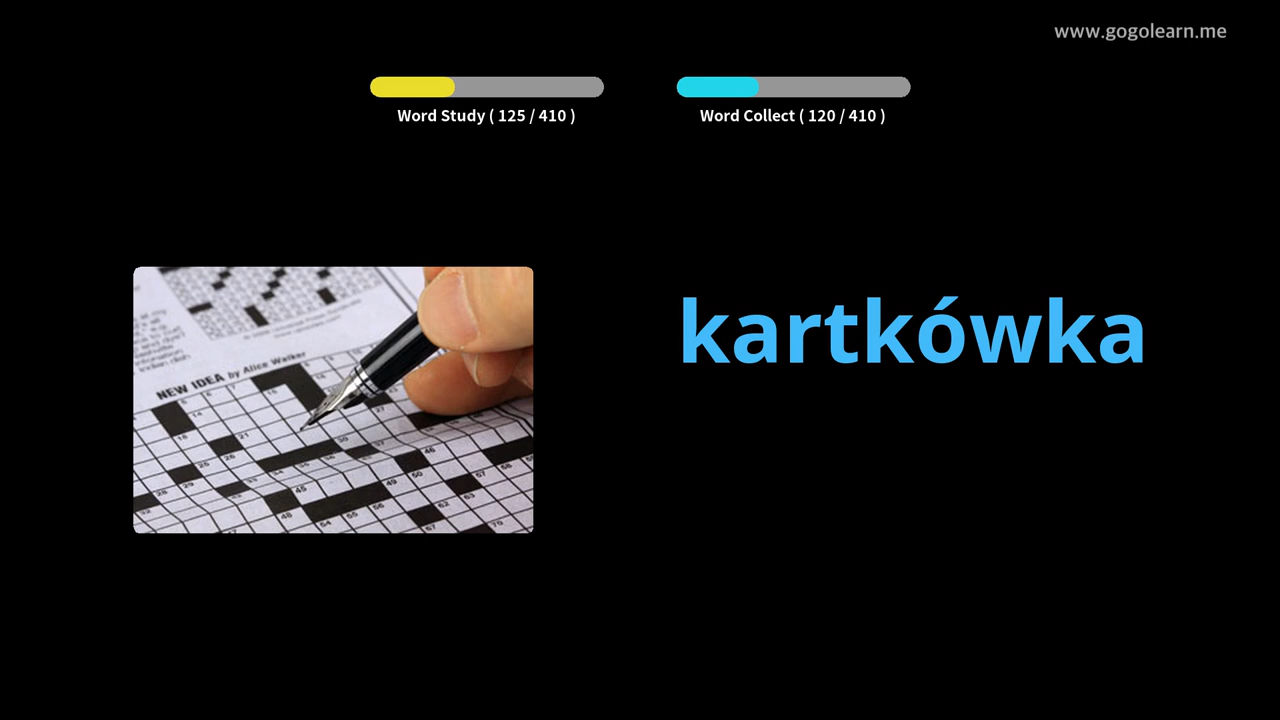 www.gogolearn.me
Word Study ( 125 / 410 )
Word Collect ( 120 / 410 )
kartkówka
NEW IDEA by Alice Walker